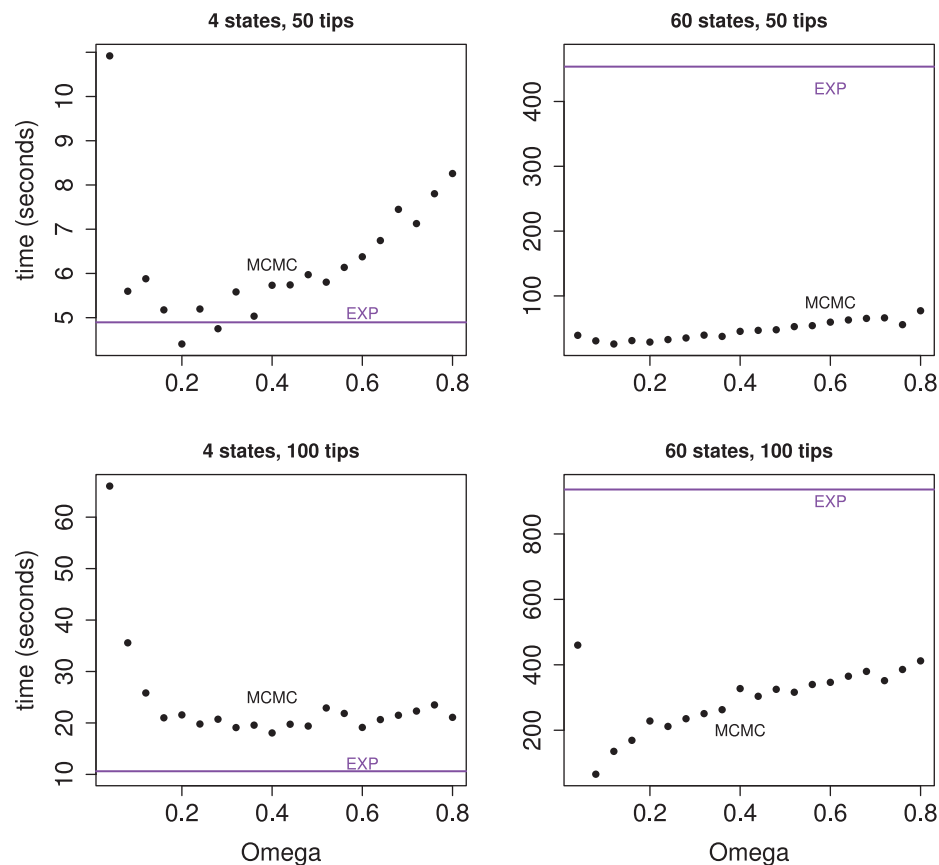 4 states, 50 tips
time (seconds)
5 6 7 8 9 10
MCMC
EXP
0.2 0.4 0.6 0.8
60 states, 50 tips
100 200 300 400
EXP
MCMC
0.2 0.4 0.6 0.8
4 states, 100 tips
time (seconds)
10 20 30 40 50 60
MCMC
EXP
0.2 0.4 0.6 0.8
Omega
60 states, 100 tips
200 400 600 800
EXP
MCMC
0.2 0.4 0.6 0.8
Omega